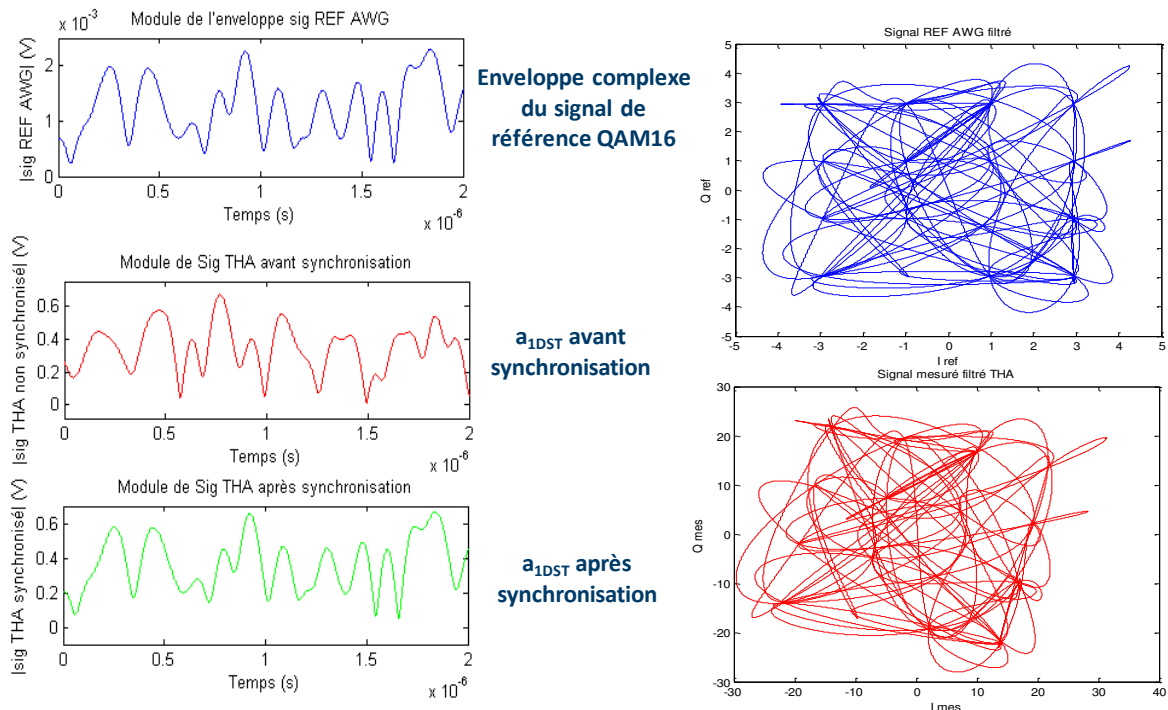 x 10⁻³
Module de l'enveloppe sig REF AWG
|sig REF AWG| (V)
2
1
0
0
0.5
1
1.5
2
Temps (s)
x 10⁻⁶
Enveloppe complexe
du signal de
référence QAM16
Signal REF AWG filtré
Q ref
5
4
3
2
1
0
-1
-2
-3
-4
-5
-5
-4
-3
-2
-1
0
1
2
3
4
5
I ref
Module de Sig THA avant synchronisation
|sig THA non synchronisé| (V)
0.6
0.4
0.2
0
0
0.5
1
1.5
2
Temps (s)
x 10⁻⁶
a1DST avant
synchronisation
Signal mesuré filtré THA
Q mes
30
20
10
0
-10
-20
-30
-30
-20
-10
0
10
20
30
40
I mes
Module de Sig THA après synchronisation
|sig THA synchronisé| (V)
0.6
0.4
0.2
0
0
0.5
1
1.5
2
Temps (s)
x 10⁻⁶
a1DST après
synchronisation